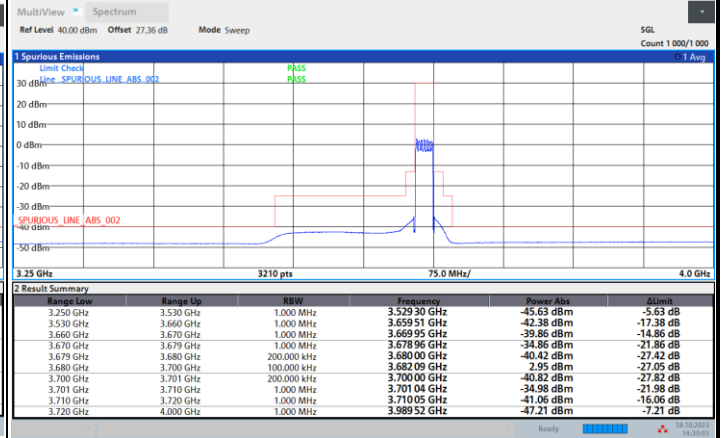 MultiView Spectrum
Ref Level 40.00 dBm Offset 27.36 dB Mode Sweep SGL
Count 1 000/1 000
1 Spurious Emissions 1 Avg
Limit Check PASS
Line _SPURIOUS_LINE_ABS_002 PASS
30 dBm
20 dBm
10 dBm
0 dBm
-10 dBm
-20 dBm
-30 dBm
SPURIOUS_LINE_ABS_002
-40 dBm
-50 dBm
3.25 GHz 3210 pts 75.0 MHz/ 4.0 GHz
2 Result Summary
Range Low Range Up RBW Frequency Power Abs ΔLimit
3.250 GHz 3.530 GHz 1.000 MHz 3.529 30 GHz -45.63 dBm -5.63 dB
3.530 GHz 3.660 GHz 1.000 MHz 3.659 51 GHz -42.38 dBm -17.38 dB
3.660 GHz 3.670 GHz 1.000 MHz 3.669 95 GHz -39.86 dBm -14.86 dB
3.670 GHz 3.679 GHz 1.000 MHz 3.678 96 GHz -34.86 dBm -21.86 dB
3.679 GHz 3.680 GHz 200.000 kHz 3.680 00 GHz -40.42 dBm -27.42 dB
3.680 GHz 3.700 GHz 100.000 kHz 3.682 09 GHz 2.95 dBm -27.05 dB
3.700 GHz 3.701 GHz 200.000 kHz 3.700 00 GHz -40.82 dBm -27.82 dB
3.701 GHz 3.710 GHz 1.000 MHz 3.701 04 GHz -34.98 dBm -21.98 dB
3.710 GHz 3.720 GHz 1.000 MHz 3.710 05 GHz -41.06 dBm -16.06 dB
3.720 GHz 4.000 GHz 1.000 MHz 3.989 52 GHz -47.21 dBm -7.21 dB
Ready 18.10.2023
14:39:03